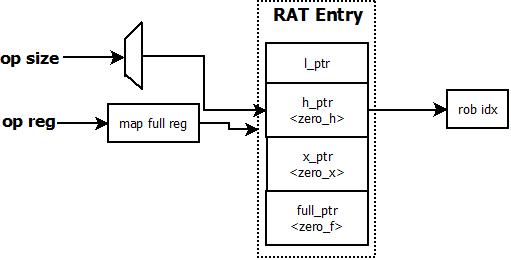 RAT Entry
op size
l_ptr
h_ptr
<zero_h>
rob idx
op reg
map full reg
x_ptr
<zero_x>
full_ptr
<zero_f>